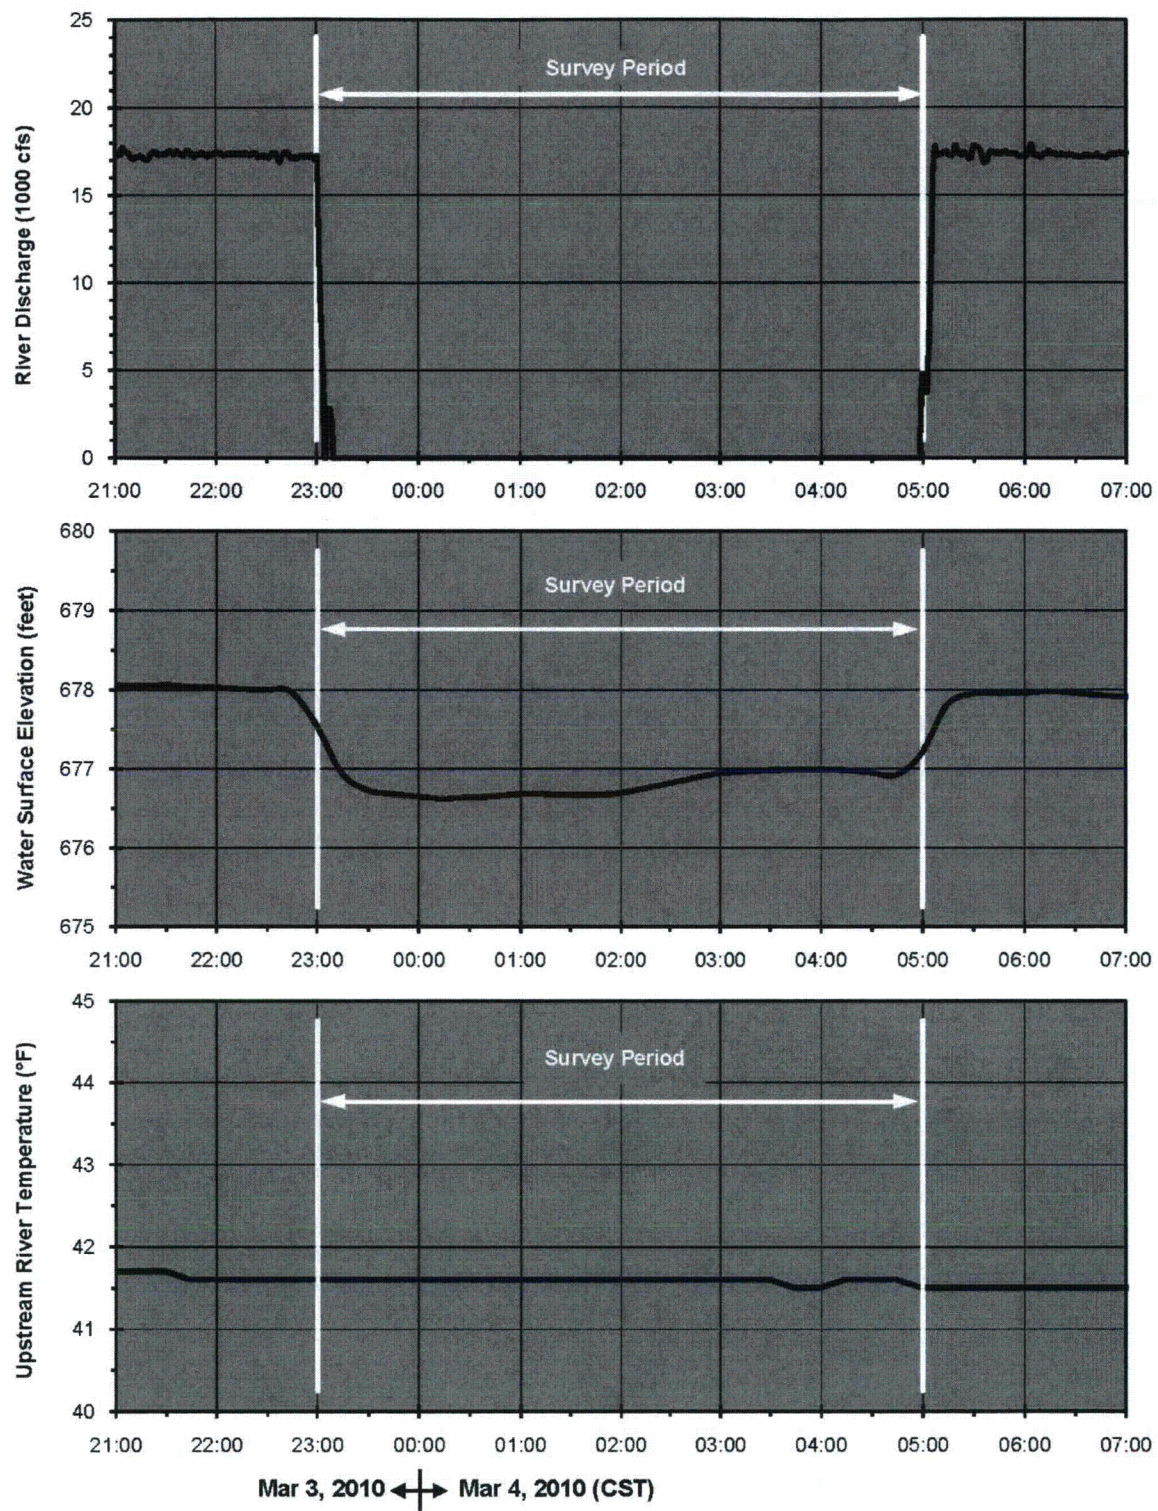 River Discharge (1000 cfs)
25
20
15
10
5
0
Survey Period
21:00 22:00 23:00 00:00 01:00 02:00 03:00 04:00 05:00 06:00 07:00
Water Surface Elevation (feet)
680
679
678
677
676
675
Survey Period
21:00 22:00 23:00 00:00 01:00 02:00 03:00 04:00 05:00 06:00 07:00
Upstream River Temperature (°F)
45
44
43
42
41
40
Survey Period
21:00 22:00 23:00 00:00 01:00 02:00 03:00 04:00 05:00 06:00 07:00
Mar 3, 2010 Mar 4, 2010 (CST)